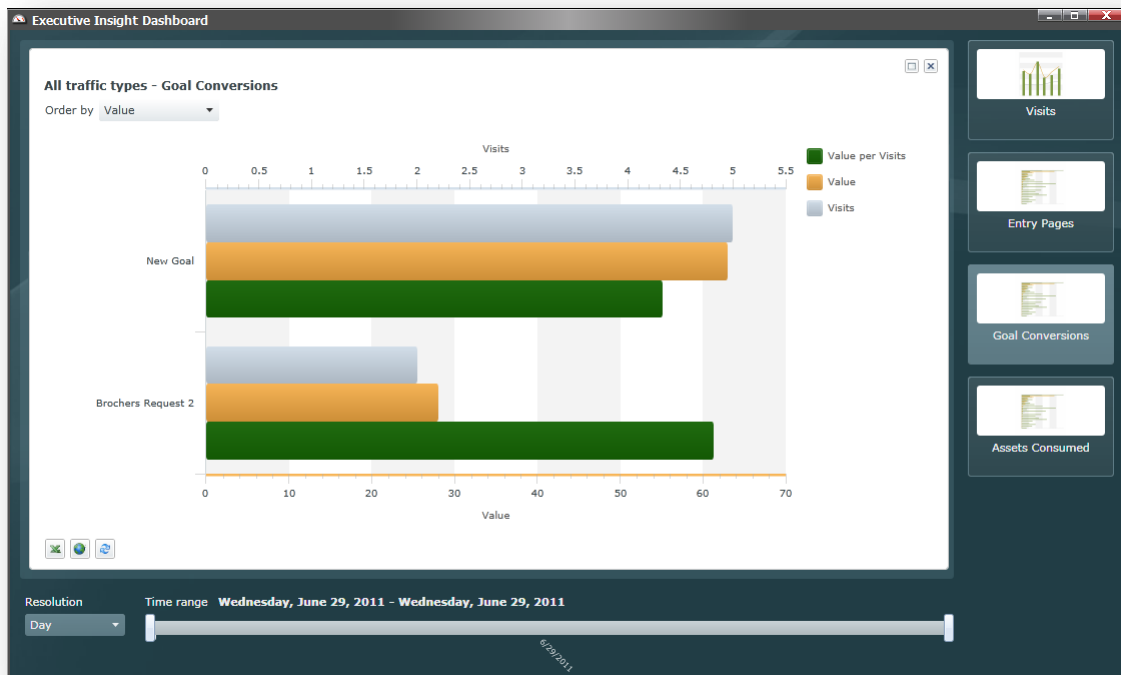 Executive Insight Dashboard
All traffic types - Goal Conversions
Order by Value
Visits
0 0.5 1 1.5 2 2.5 3 3.5 4 4.5 5 5.5
Value per Visits
Value
Visits
New Goal
Brochers Request 2
0 10 20 30 40 50 60 70
Value
Visits
Entry Pages
Goal Conversions
Assets Consumed
Resolution
Time range Wednesday, June 29, 2011 - Wednesday, June 29, 2011
Day
6/29/2011